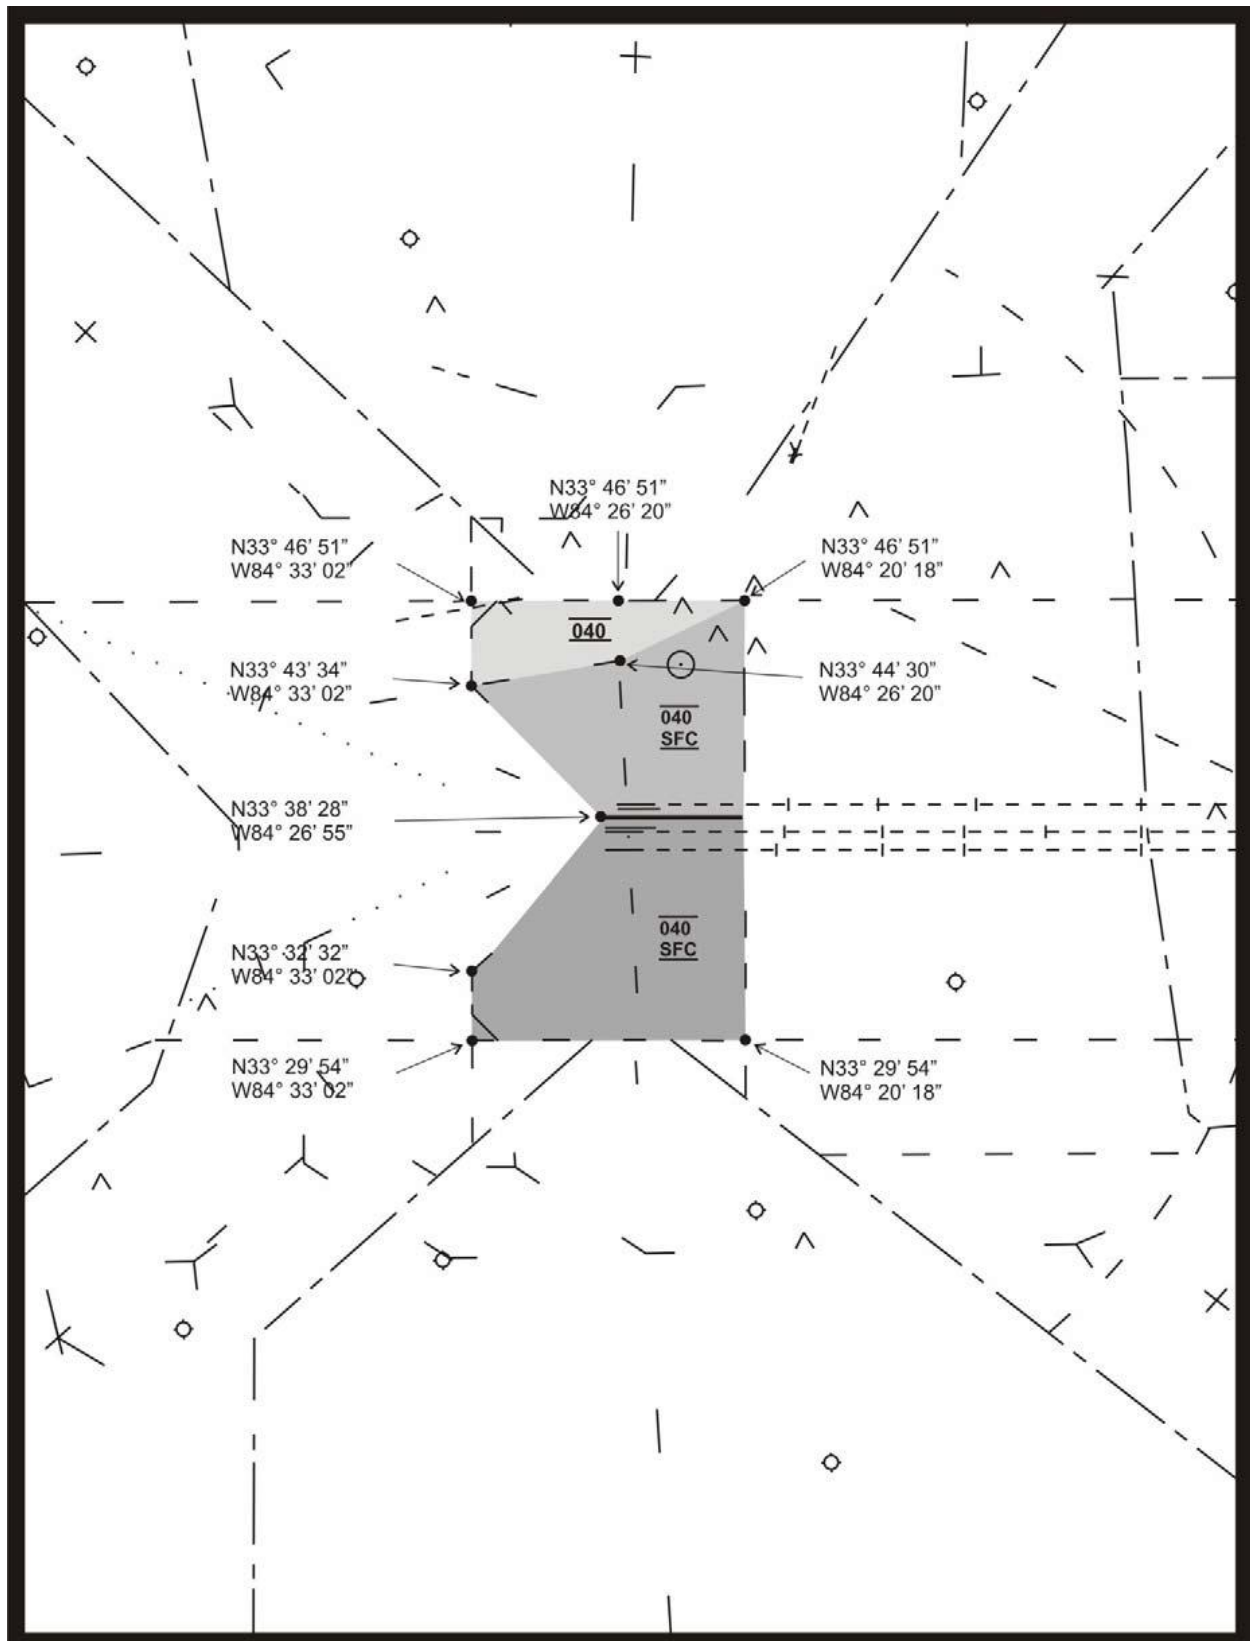 N33° 46’ 51”
W84° 26’ 20”
N33° 46’ 51”
W84° 33’ 02”
N33° 46’ 51”
W84° 20’ 18”
040
N33° 43’ 34”
W84° 33’ 02”
N33° 44’ 30”
W84° 26’ 20”
040
SFC
N33° 38’ 28”
W84° 26’ 55”
040
SFC
N33° 32’ 32”
W84° 33’ 02”
N33° 29’ 54”
W84° 33’ 02”
N33° 29’ 54”
W84° 20’ 18”